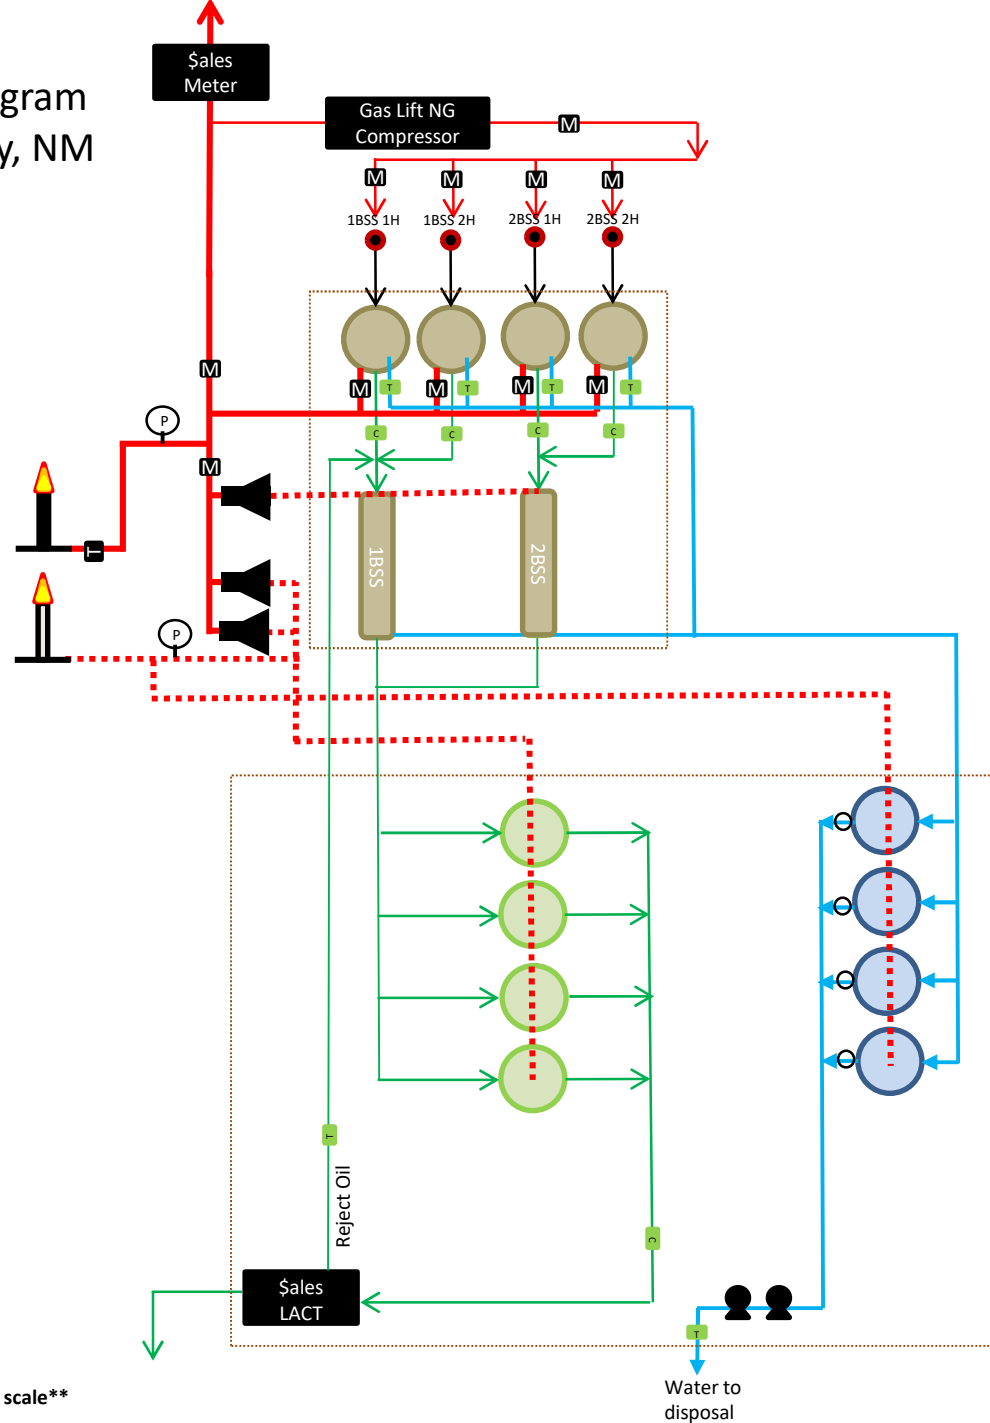 $ales
Meter
gram
y, NM
Gas Lift NG
Compressor
M
M
M
M
M
1BSS 1H
1BSS 2H
2BSS 1H
2BSS 2H
M
M
T
M
T
M
T
M
T
P
C
C
C
C
M
T
1BSS
2BSS
P
T
Reject Oil
C
$ales
LACT
T
Water to
disposal
scale**